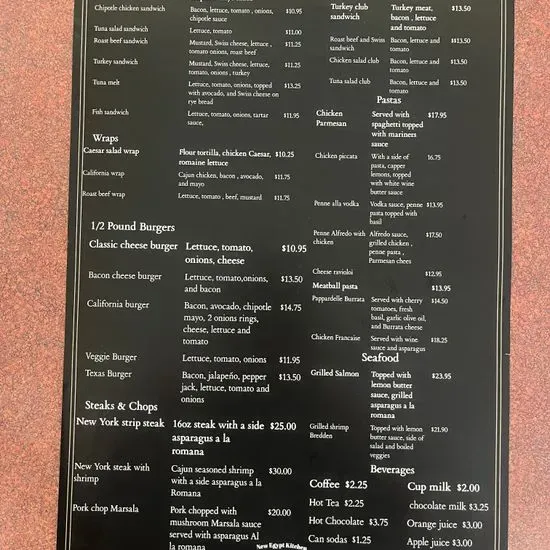 Chipotle chicken sandwich
Bacon, lettuce, tomato , onions, chipotle sauce
$10.95
Tuna salad sandwich
Lettuce, tomato
$11.00
Roast beef sandwich
Mustard, Swiss cheese, lettuce , tomato onions, roast beef
$11.25
Turkey sandwich
Mustard, Swiss cheese, lettuce, tomato, onions , turkey
$11.25
Tuna melt
Lettuce, tomato, onions, topped with avocado, and Swiss cheese on rye bread
$13.25
Fish sandwich
Lettuce, tomato, onions, tartar sauce,
$11.95
Wraps
Caesar salad wrap
Flour tortilla, chicken Caesar, romaine lettuce
$10.25
California wrap
Cajun chicken, bacon , avocado, and mayo
$11.75
Roast beef wrap
Lettuce, tomato , beef, mustard
$11.75
1/2 Pound Burgers
Classic cheese burger
Lettuce, tomato, onions, cheese
$10.95
Bacon cheese burger
Lettuce, tomato,onions, and bacon
$13.50
California burger
Bacon, avocado, chipotle mayo, 2 onions rings, cheese, lettuce and tomato
$14.75
Veggie Burger
Lettuce, tomato, onions
$11.95
Texas Burger
Bacon, jalapeño, pepper jack, lettuce, tomato and onions
$13.50
Steaks & Chops
New York strip steak
16oz steak with a side asparagus a la romana
$25.00
New York steak with shrimp
Cajun seasoned shrimp with a side asparagus a la Romana
$30.00
Pork chop Marsala
Pork chopped with mushroom Marsala sauce served with asparagus Al la romana
$20.00
Turkey club sandwich
Turkey meat, bacon , lettuce and tomato
$13.50
Roast beef and Swiss sandwich
Bacon, lettuce and tomato
$13.50
Chicken salad club
Bacon, lettuce and tomato
$13.50
Tuna salad club
Bacon, lettuce and tomato
$13.50
Pastas
Chicken Parmesan
Served with spaghetti topped with mariners sauce
$17.95
Chicken piccata
With a side of pasta, capper lemons, topped with white wine butter sauce
16.75
Penne alla vodka
Vodka sauce, penne pasta topped with basil
$13.95
Penne Alfredo with chicken
Alfredo sauce, grilled chicken , penne pasta , Parmesan chees
$17.50
Cheese ravioloi
$12.95
Meatball pasta
$13.95
Pappardelle Burrata
Served with cherry tomatoes, fresh basil, garlic olive oil, and Burrata cheese
$14.50
Chicken Francaise
Served with wine sauce and asparagus
$18.25
Seafood
Grilled Salmon
Topped with lemon butter sauce, grilled asparagus a la romana
$23.95
Grilled shrimp Bredden
Topped with lemon butter sauce, side of salad and boiled veggies
$21.90
Beverages
Coffee $2.25
Hot Tea $2.25
Hot Chocolate $3.75
Can sodas $1.25
Cup milk $2.00
chocolate milk $3.25
Orange juice $3.00
Apple juice $3.00
New Egypt Kitchen